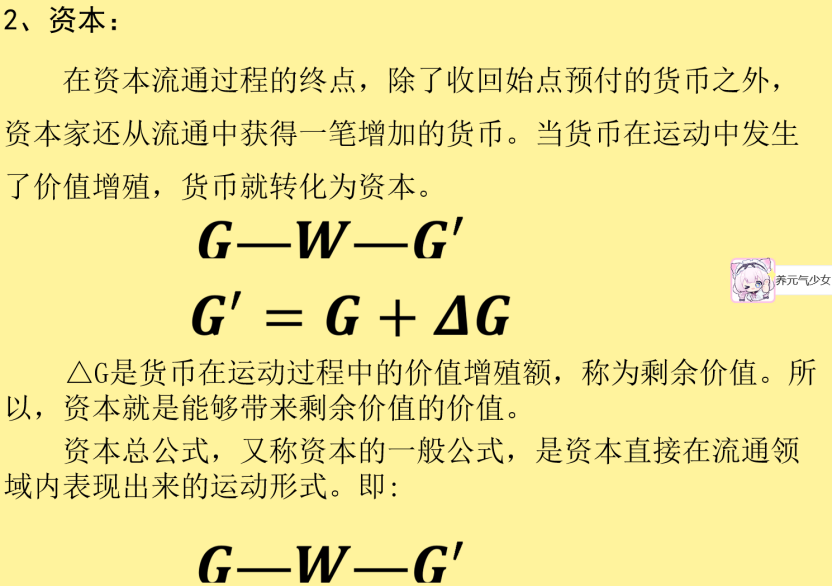 2、资本：
在资本流通过程的终点，除了收回始点预付的货币之外，
资本家还从流通中获得一笔增加的货币。当货币在运动中发生
了价值增殖，货币就转化为资本。
G—W—G′
养元气少女
G′ = G + ΔG
△G是货币在运动过程中的价值增殖额，称为剩余价值。所
以，资本就是能够带来剩余价值的价值。
资本总公式，又称资本的一般公式，是资本直接在流通领
域内表现出来的运动形式。即:
G—W—G′